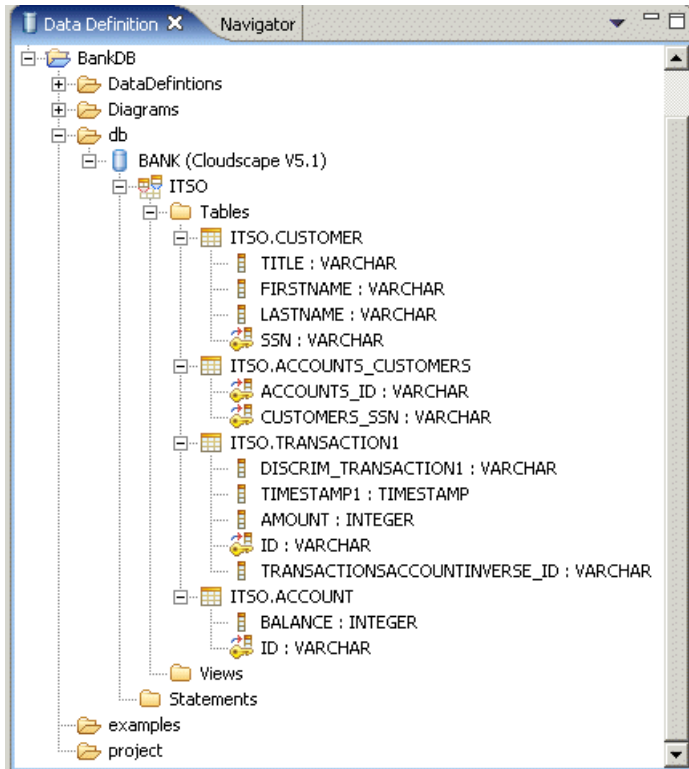 Data Definition Navigator
BankDB
DataDefintions
Diagrams
db
BANK (Cloudscape V5.1)
ITSO
Tables
ITSO.CUSTOMER
TITLE : VARCHAR
FIRSTNAME : VARCHAR
LASTNAME : VARCHAR
SSN : VARCHAR
ITSO.ACCOUNTS_CUSTOMERS
ACCOUNTS_ID : VARCHAR
CUSTOMERS_SSN : VARCHAR
ITSO.TRANSACTION1
DISCRIM_TRANSACTION1 : VARCHAR
TIMESTAMP1 : TIMESTAMP
AMOUNT : INTEGER
ID : VARCHAR
TRANSACTIONSACCOUNTINVERSE_ID : VARCHAR
ITSO.ACCOUNT
BALANCE : INTEGER
ID : VARCHAR
Views
Statements
examples
project